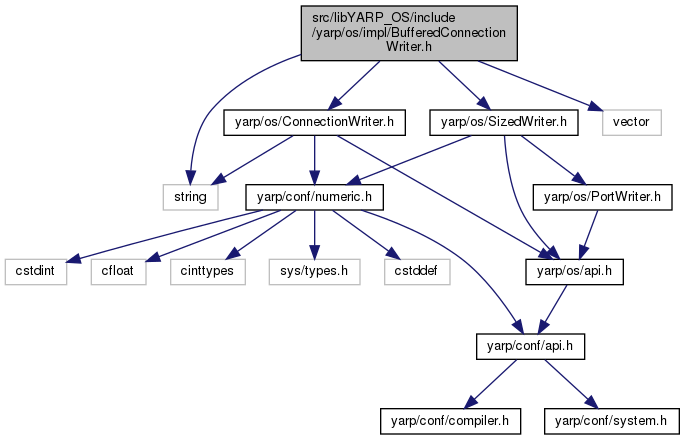 src/libYARP_OS/include
/yarp/os/impl/BufferedConnection
Writer.h
yarp/os/ConnectionWriter.h
yarp/os/SizedWriter.h
vector
string
yarp/conf/numeric.h
yarp/os/PortWriter.h
cstdint
cfloat
cinttypes
sys/types.h
cstddef
yarp/os/api.h
yarp/conf/api.h
yarp/conf/compiler.h
yarp/conf/system.h